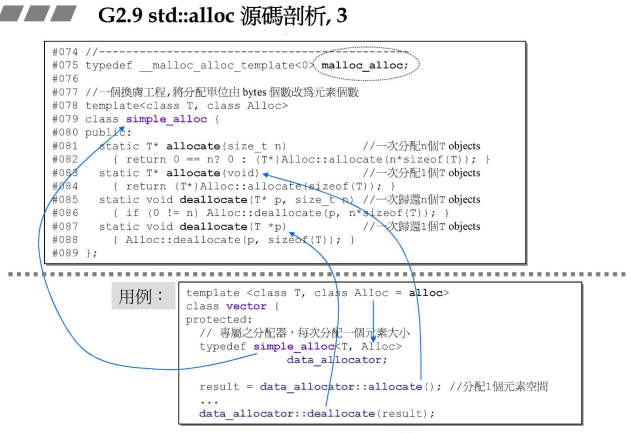 G2.9 std::alloc 源碼剖析, 3
#074 //----------------------------------------
#075 typedef __malloc_alloc_template<0> malloc_alloc;
#076
#077 //一個換膚工程,將分配單位由 bytes 個數改為元素個數
#078 template<class T, class Alloc>
#079 class simple_alloc {
#080 public:
#081   static T* allocate(size_t n)             //一次分配n個T objects
#082     { return 0 == n? 0 : (T*)Alloc::allocate(n*sizeof(T)); }
#083   static T* allocate(void)                 //一次分配1個T objects
#084     { return (T*)Alloc::allocate(sizeof(T)); }
#085   static void deallocate(T* p, size_t n) //一次歸還n個T objects
#086     { if (0 != n) Alloc::deallocate(p, n*sizeof(T)); }
#087   static void deallocate(T *p)             //一次歸還1個T objects
#088     { Alloc::deallocate(p, sizeof(T)); }
#089 };
用例：
template <class T, class Alloc = alloc>
class vector {
protected:
  // 專屬之分配器，每次分配一個元素大小
  typedef simple_alloc<T, Alloc>
              data_allocator;
  result = data_allocator::allocate(); //分配1個元素空間
  ...
  data_allocator::deallocate(result);